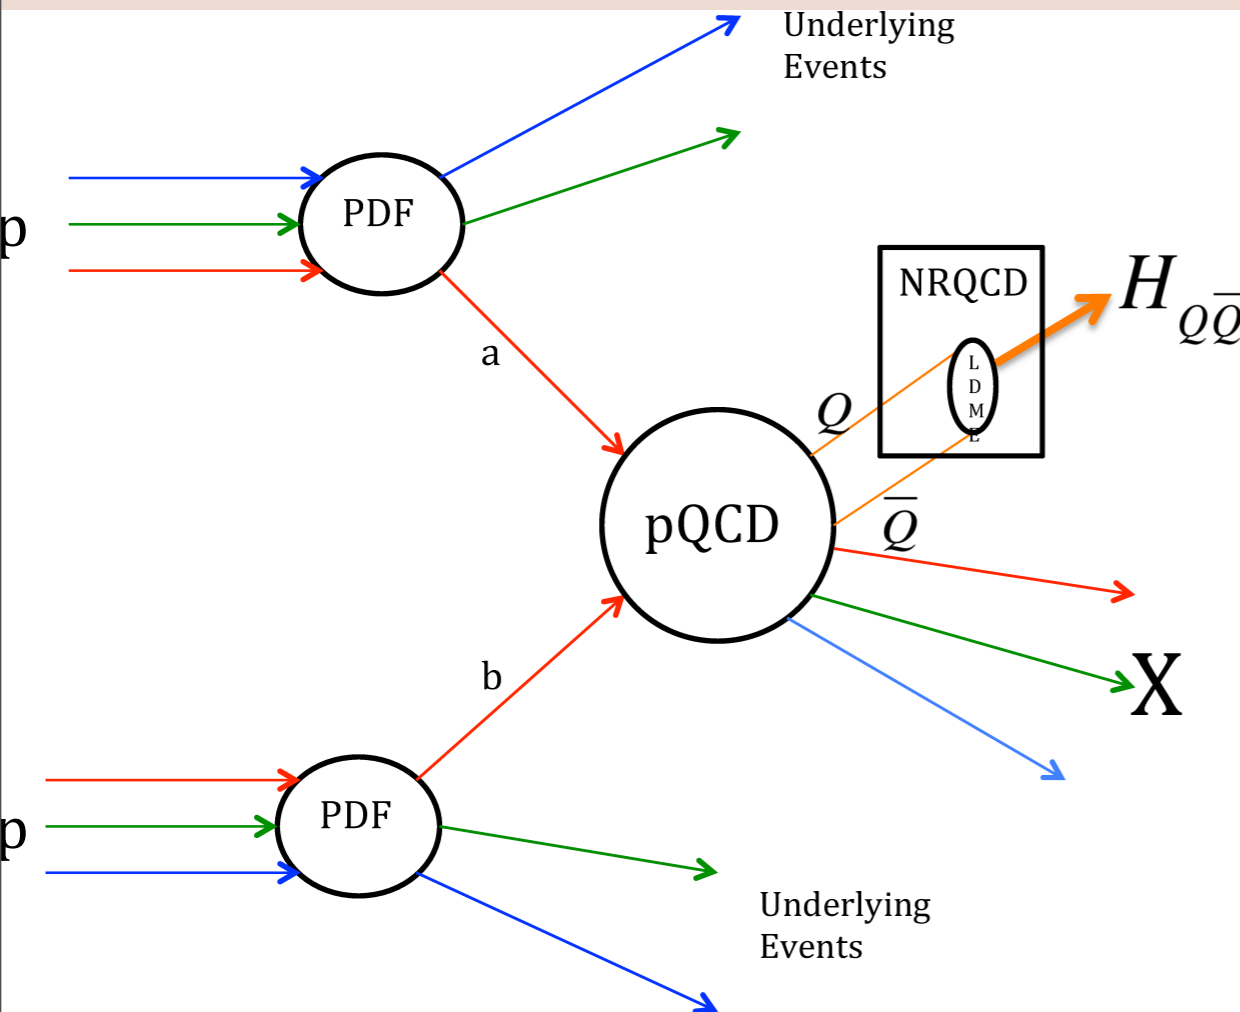 Underlying
Events
p
PDF
a
NRQCD
H
QQ̅
L
D
M
E
Q
pQCD
Q̅
b
X
p
PDF
Underlying
Events